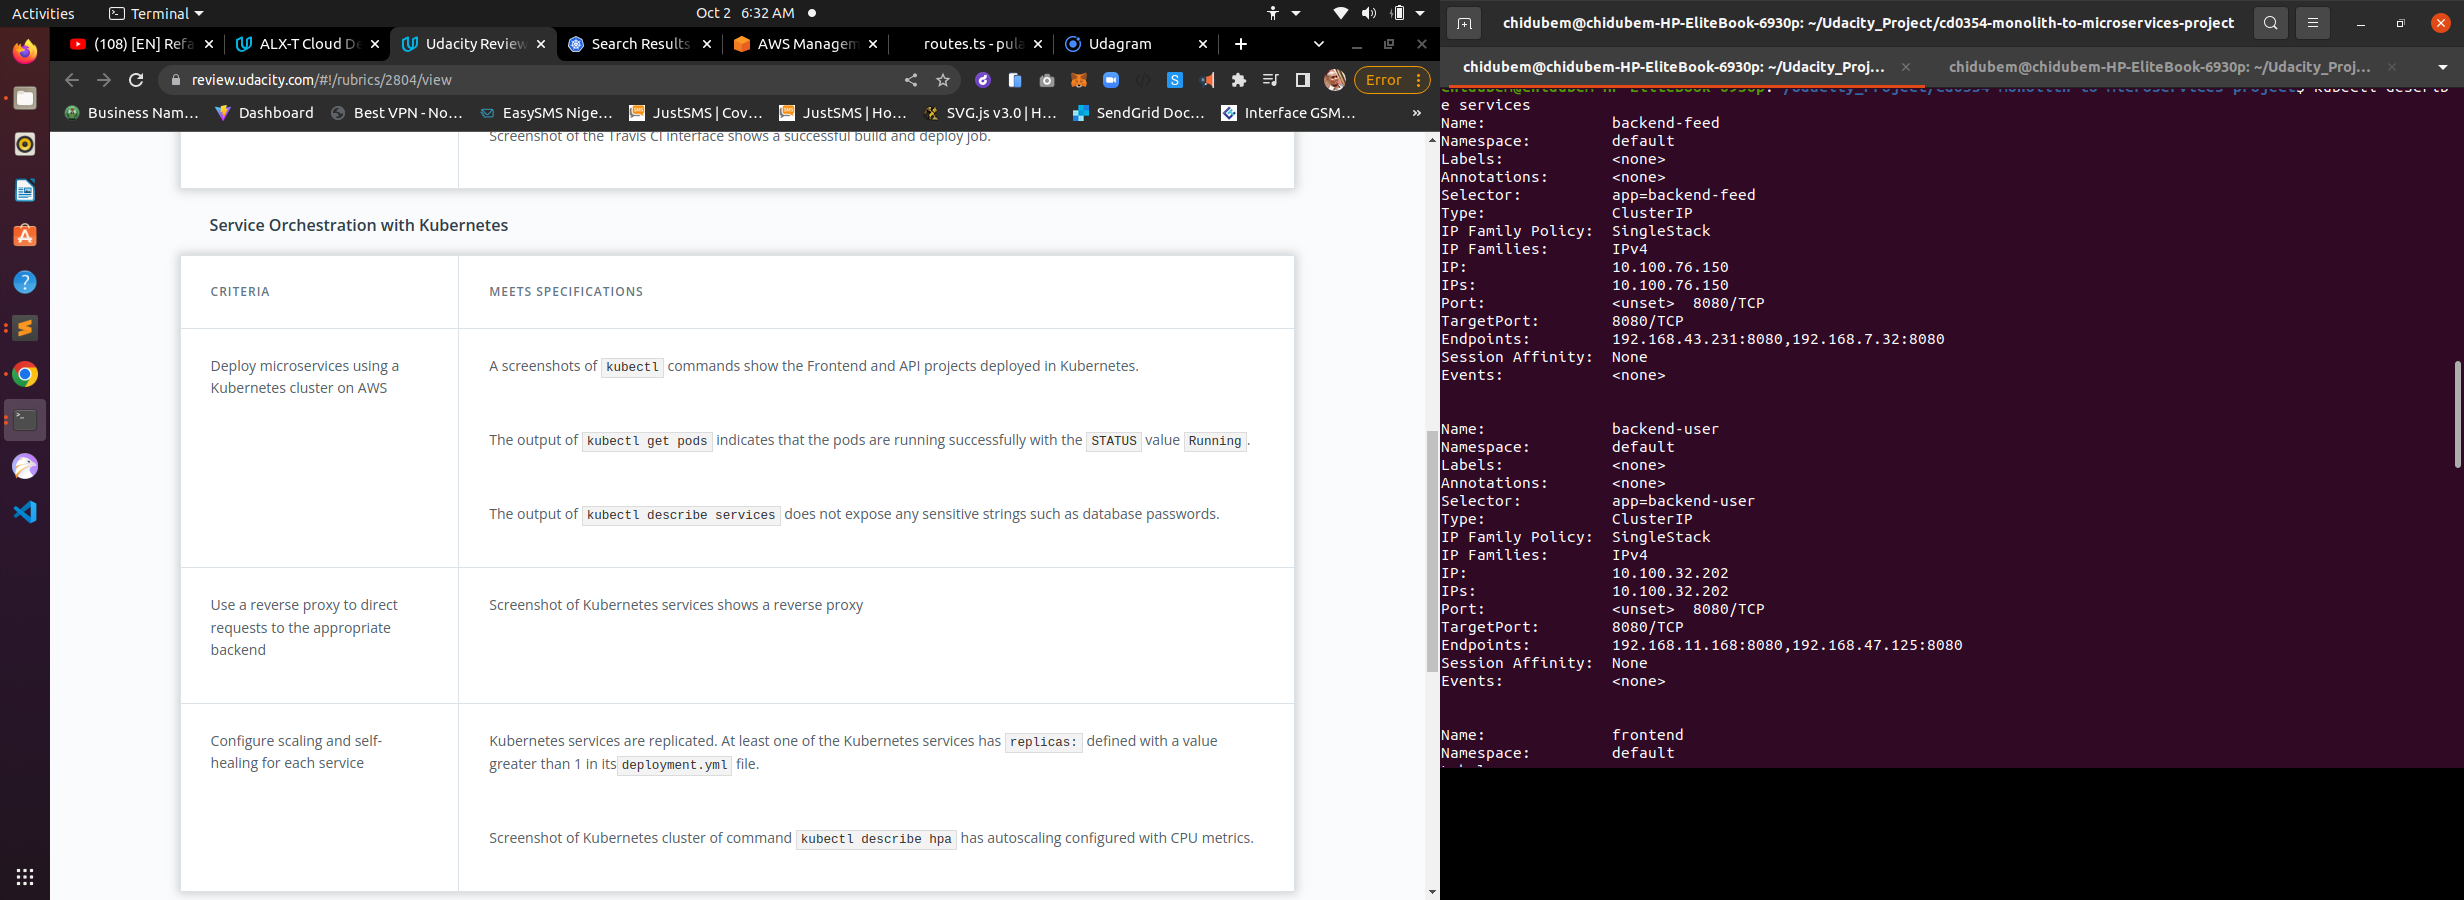 Activities
Terminal
Oct 2 6:32 AM
(108) [EN] Refa
ALX-T Cloud De
Udacity Review
Search Results
AWS Managem
routes.ts - pula
Udagram
review.udacity.com/#!/rubrics/2804/view
Error
Business Nam…
Dashboard
Best VPN - No…
EasySMS Nige…
JustSMS | Cov…
JustSMS | Ho…
SVG.js v3.0 | H…
SendGrid Doc…
Interface GSM…
»
Screenshot of the Travis CI interface shows a successful build and deploy job.
Service Orchestration with Kubernetes
CRITERIA
MEETS SPECIFICATIONS
Deploy microservices using a
Kubernetes cluster on AWS
A screenshots of kubectl commands show the Frontend and API projects deployed in Kubernetes.
The output of kubectl get pods indicates that the pods are running successfully with the STATUS value Running.
The output of kubectl describe services does not expose any sensitive strings such as database passwords.
Use a reverse proxy to direct
requests to the appropriate
backend
Screenshot of Kubernetes services shows a reverse proxy
Configure scaling and self-
healing for each service
Kubernetes services are replicated. At least one of the Kubernetes services has replicas: defined with a value
greater than 1 in its deployment.yml file.
Screenshot of Kubernetes cluster of command kubectl describe hpa has autoscaling configured with CPU metrics.
chidubem@chidubem-HP-EliteBook-6930p: ~/Udacity_Project/cd0354-monolith-to-microservices-project
chidubem@chidubem-HP-EliteBook-6930p: ~/Udacity_Proj…
chidubem@chidubem-HP-EliteBook-6930p: ~/Udacity_Proj…
chidubem@chidubem-HP-EliteBook-6930p:~/Udacity_Project/cd0354-monolith-to-microservices-project$ kubectl describ
e services
Name: backend-feed
Namespace: default
Labels: <none>
Annotations: <none>
Selector: app=backend-feed
Type: ClusterIP
IP Family Policy: SingleStack
IP Families: IPv4
IP: 10.100.76.150
IPs: 10.100.76.150
Port: <unset> 8080/TCP
TargetPort: 8080/TCP
Endpoints: 192.168.43.231:8080,192.168.7.32:8080
Session Affinity: None
Events: <none>
Name: backend-user
Namespace: default
Labels: <none>
Annotations: <none>
Selector: app=backend-user
Type: ClusterIP
IP Family Policy: SingleStack
IP Families: IPv4
IP: 10.100.32.202
IPs: 10.100.32.202
Port: <unset> 8080/TCP
TargetPort: 8080/TCP
Endpoints: 192.168.11.168:8080,192.168.47.125:8080
Session Affinity: None
Events: <none>
Name: frontend
Namespace: default